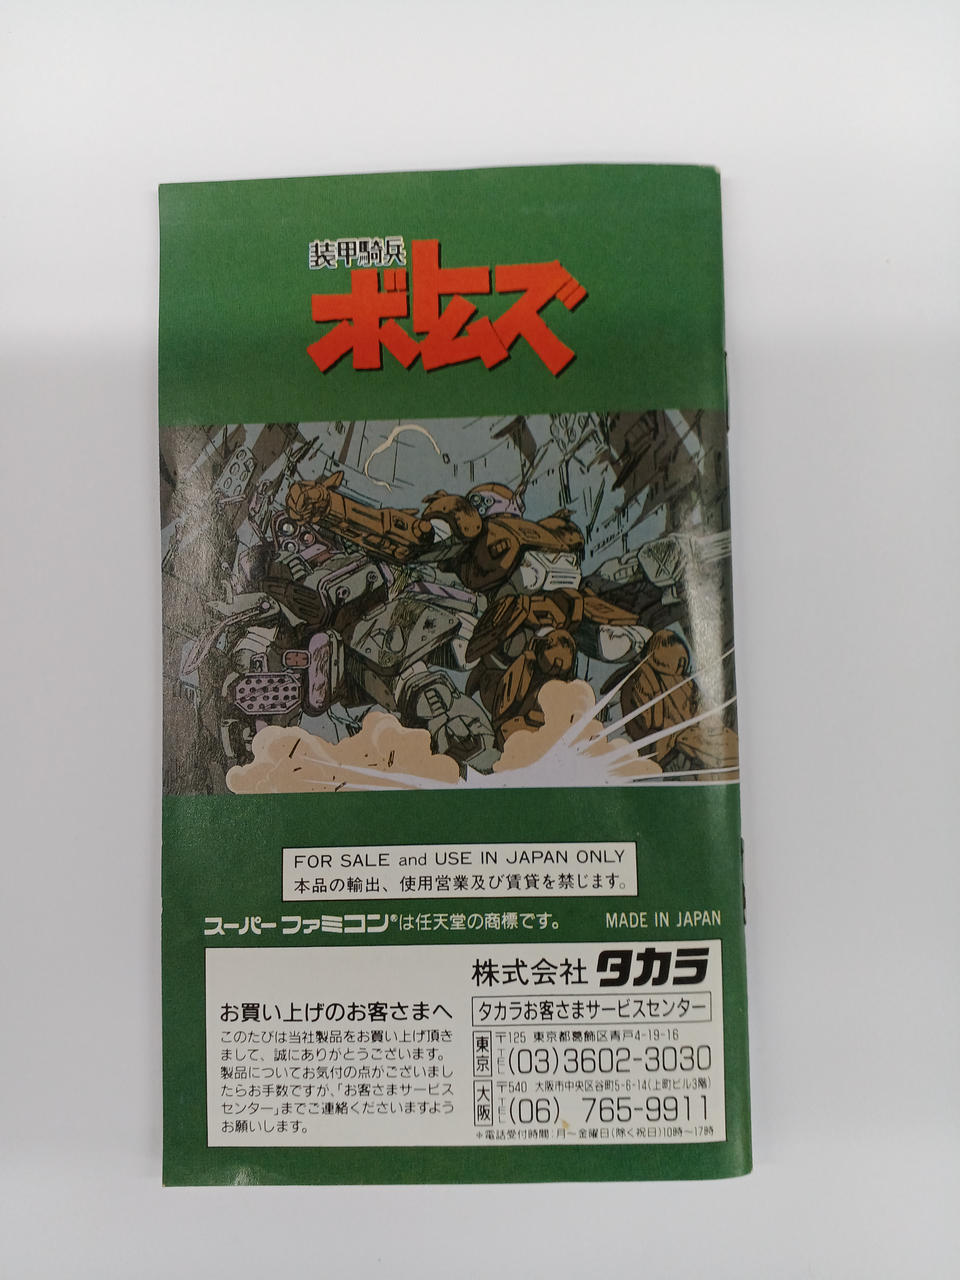 装甲騎兵
ボトムズ
FOR SALE and USE IN JAPAN ONLY
本品の輸出、使用営業及び賃貸を禁じます。
スーパーファミコン®は任天堂の商標です。
MADE IN JAPAN
株式会社 タカラ
お買い上げのお客さまへ
このたびは当社製品をお買い上げ頂き
まして、誠にありがとうございます。
製品についてお気付の点がございまし
たらお手数ですが、「お客さまサービス
センター」までご連絡くださいますよう
お願いします。
タカラお客さまサービスセンター
東京
〒125 東京都葛飾区青戸4-19-16
TEL (03)3602-3030
大阪
〒540 大阪市中央区谷町5-6-14(上町ビル3階)
TEL (06) 765-9911
*電話受付時間:月〜金曜日(除く祝日)10時〜17時